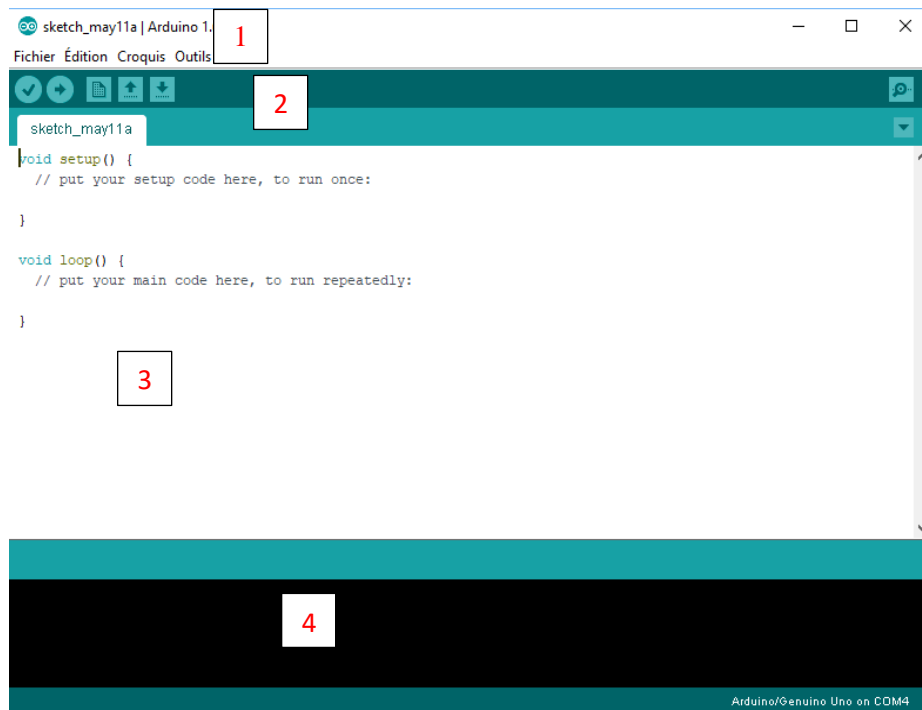 sketch_may11a | Arduino 1.
1
Fichier Édition Croquis Outils
2
sketch_may11a
void setup() {
  // put your setup code here, to run once:
}
void loop() {
  // put your main code here, to run repeatedly:
}
3
4
Arduino/Genuino Uno on COM4